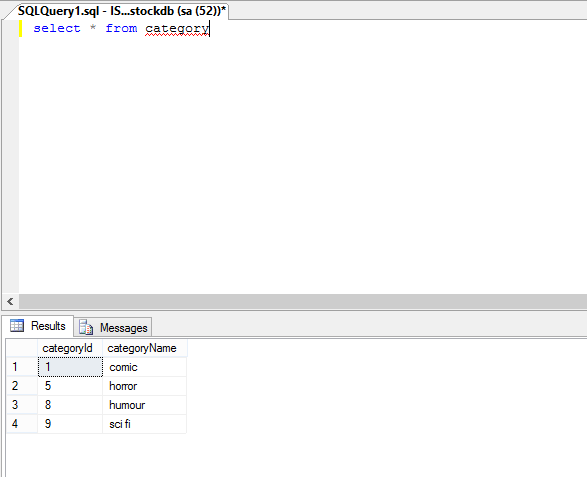 SQLQuery1.sql - IS...stockdb (sa (52))*
select * from category
Results Messages
categoryId categoryName
1 1 comic
2 5 horror
3 8 humour
4 9 sci fi